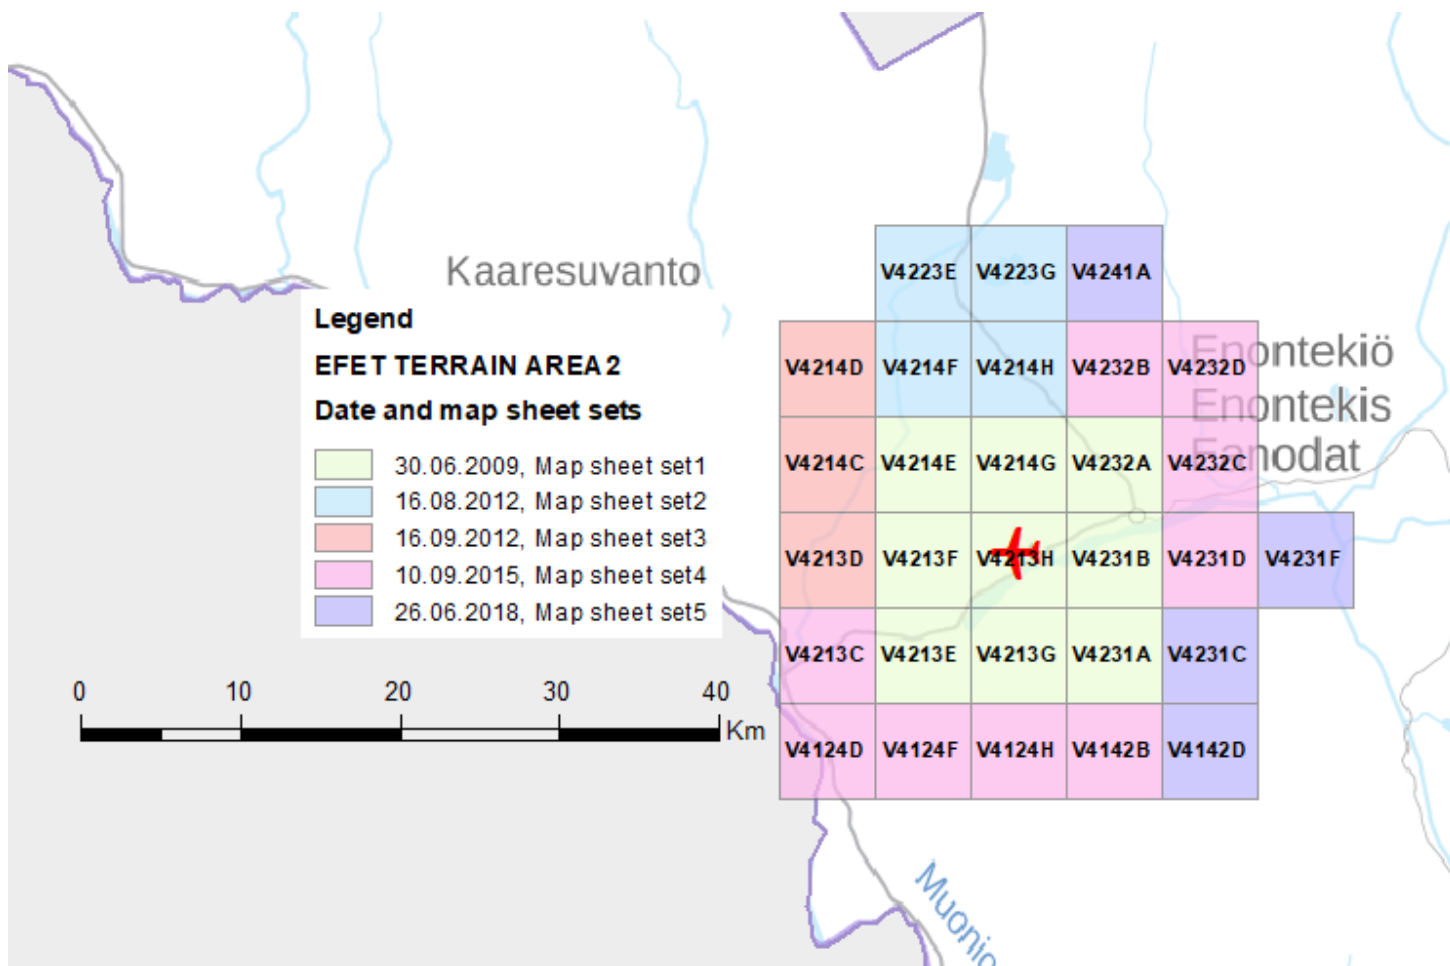 Kaaresuvanto
Legend
EFET TERRAIN AREA 2
Date and map sheet sets
30.06.2009, Map sheet set1
16.08.2012, Map sheet set2
16.09.2012, Map sheet set3
10.09.2015, Map sheet set4
26.06.2018, Map sheet set5
0 10 20 30 40
Km
V4223E V4223G V4241A
V4214D V4214F V4214H V4232B V4232D
V4214C V4214E V4214G V4232A V4232C
V4213D V4213F V4213H V4231B V4231D V4231F
V4213C V4213E V4213G V4231A V4231C
V4124D V4124F V4124H V4142B V4142D
Enontekiö
Enontekis
Eanodat
Muonio